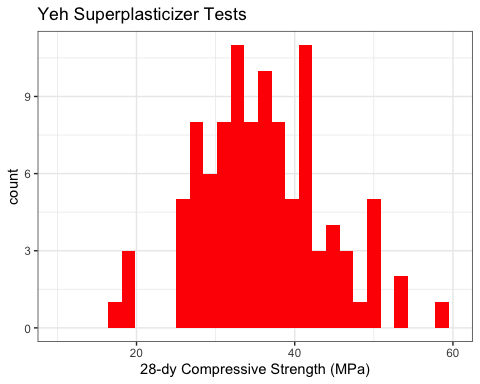 Yeh Superplasticizer Tests
9
6
3
0
count
20 40 60
28-dy Compressive Strength (MPa)